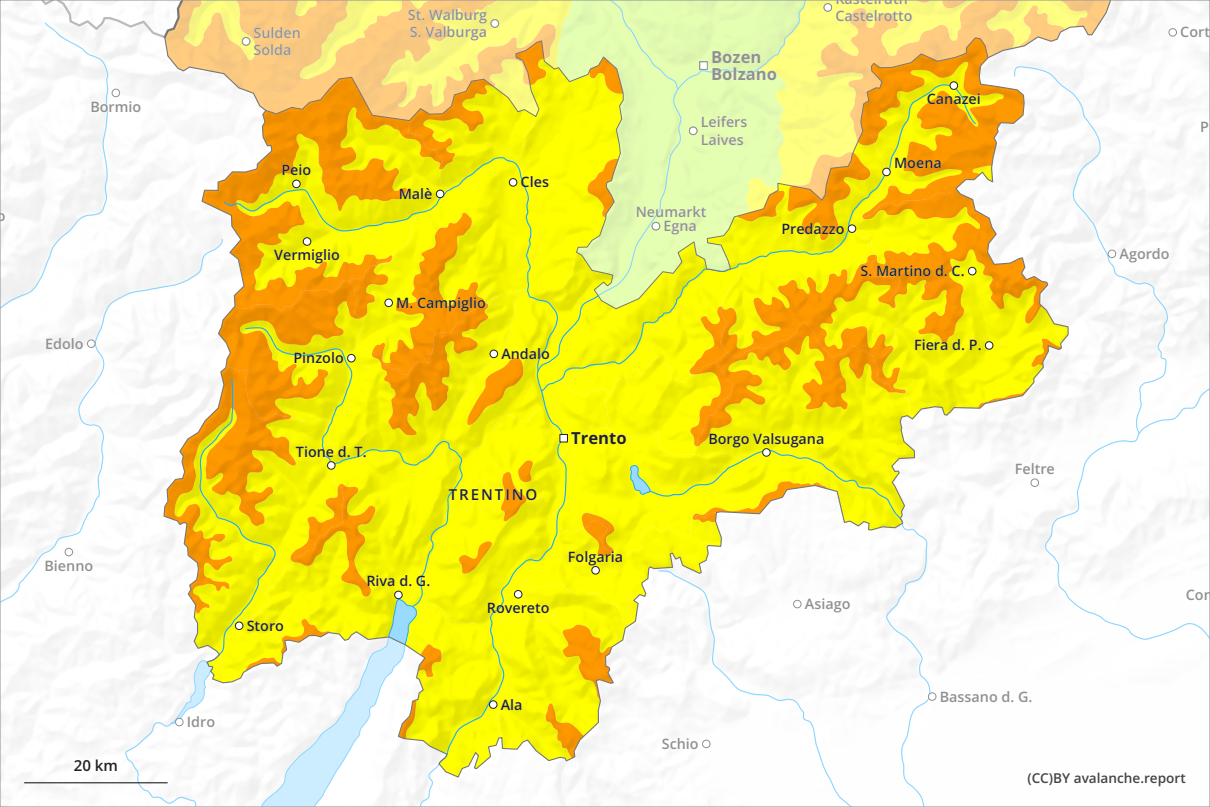 Kastelruth
Castelrotto
St. Walburg
S. Valburga
Sulden
Solda
Cort
Bozen
Bolzano
Bormio
Canazei
Leifers
Laives
Moena
Peio
Malè
Cles
Neumarkt
Egna
Predazzo
Vermiglio
Agordo
S. Martino d. C.
M. Campiglio
Edolo
Pinzolo
Andalo
Fiera d. P.
Trento
Borgo Valsugana
Tione d. T.
Feltre
TRENTINO
Bienno
Folgaria
Riva d. G.
Rovereto
Asiago
Cor
Storo
Bassano d. G.
Ala
Idro
Schio
20 km
(CC)BY avalanche.report